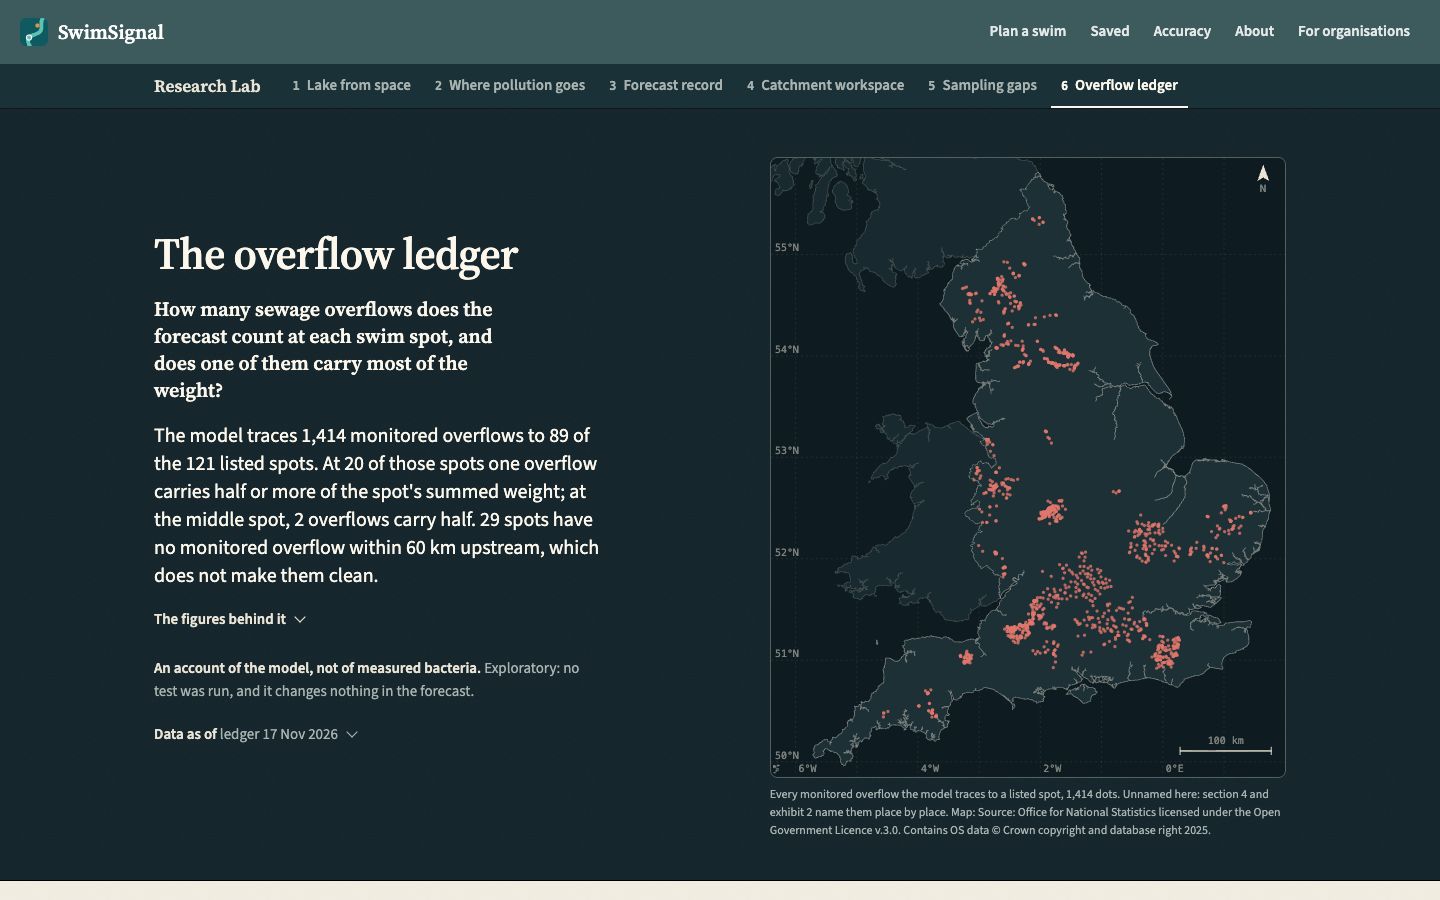 SwimSignal
Plan a swim
Saved
Accuracy
About
For organisations
Research Lab
1 Lake from space
2 Where pollution goes
3 Forecast record
4 Catchment workspace
5 Sampling gaps
6 Overflow ledger
The overflow ledger
How many sewage overflows does the
forecast count at each swim spot, and
does one of them carry most of the
weight?
The model traces 1,414 monitored overflows to 89 of
the 121 listed spots. At 20 of those spots one overflow
carries half or more of the spot's summed weight; at
the middle spot, 2 overflows carry half. 29 spots have
no monitored overflow within 60 km upstream, which
does not make them clean.
The figures behind it
An account of the model, not of measured bacteria. Exploratory: no
test was run, and it changes nothing in the forecast.
Data as of ledger 17 Nov 2026
N
55°N
54°N
53°N
52°N
51°N
50°N
6°W
4°W
2°W
0°E
100 km
Every monitored overflow the model traces to a listed spot, 1,414 dots. Unnamed here: section 4 and
exhibit 2 name them place by place. Map: Source: Office for National Statistics licensed under the Open
Government Licence v.3.0. Contains OS data © Crown copyright and database right 2025.